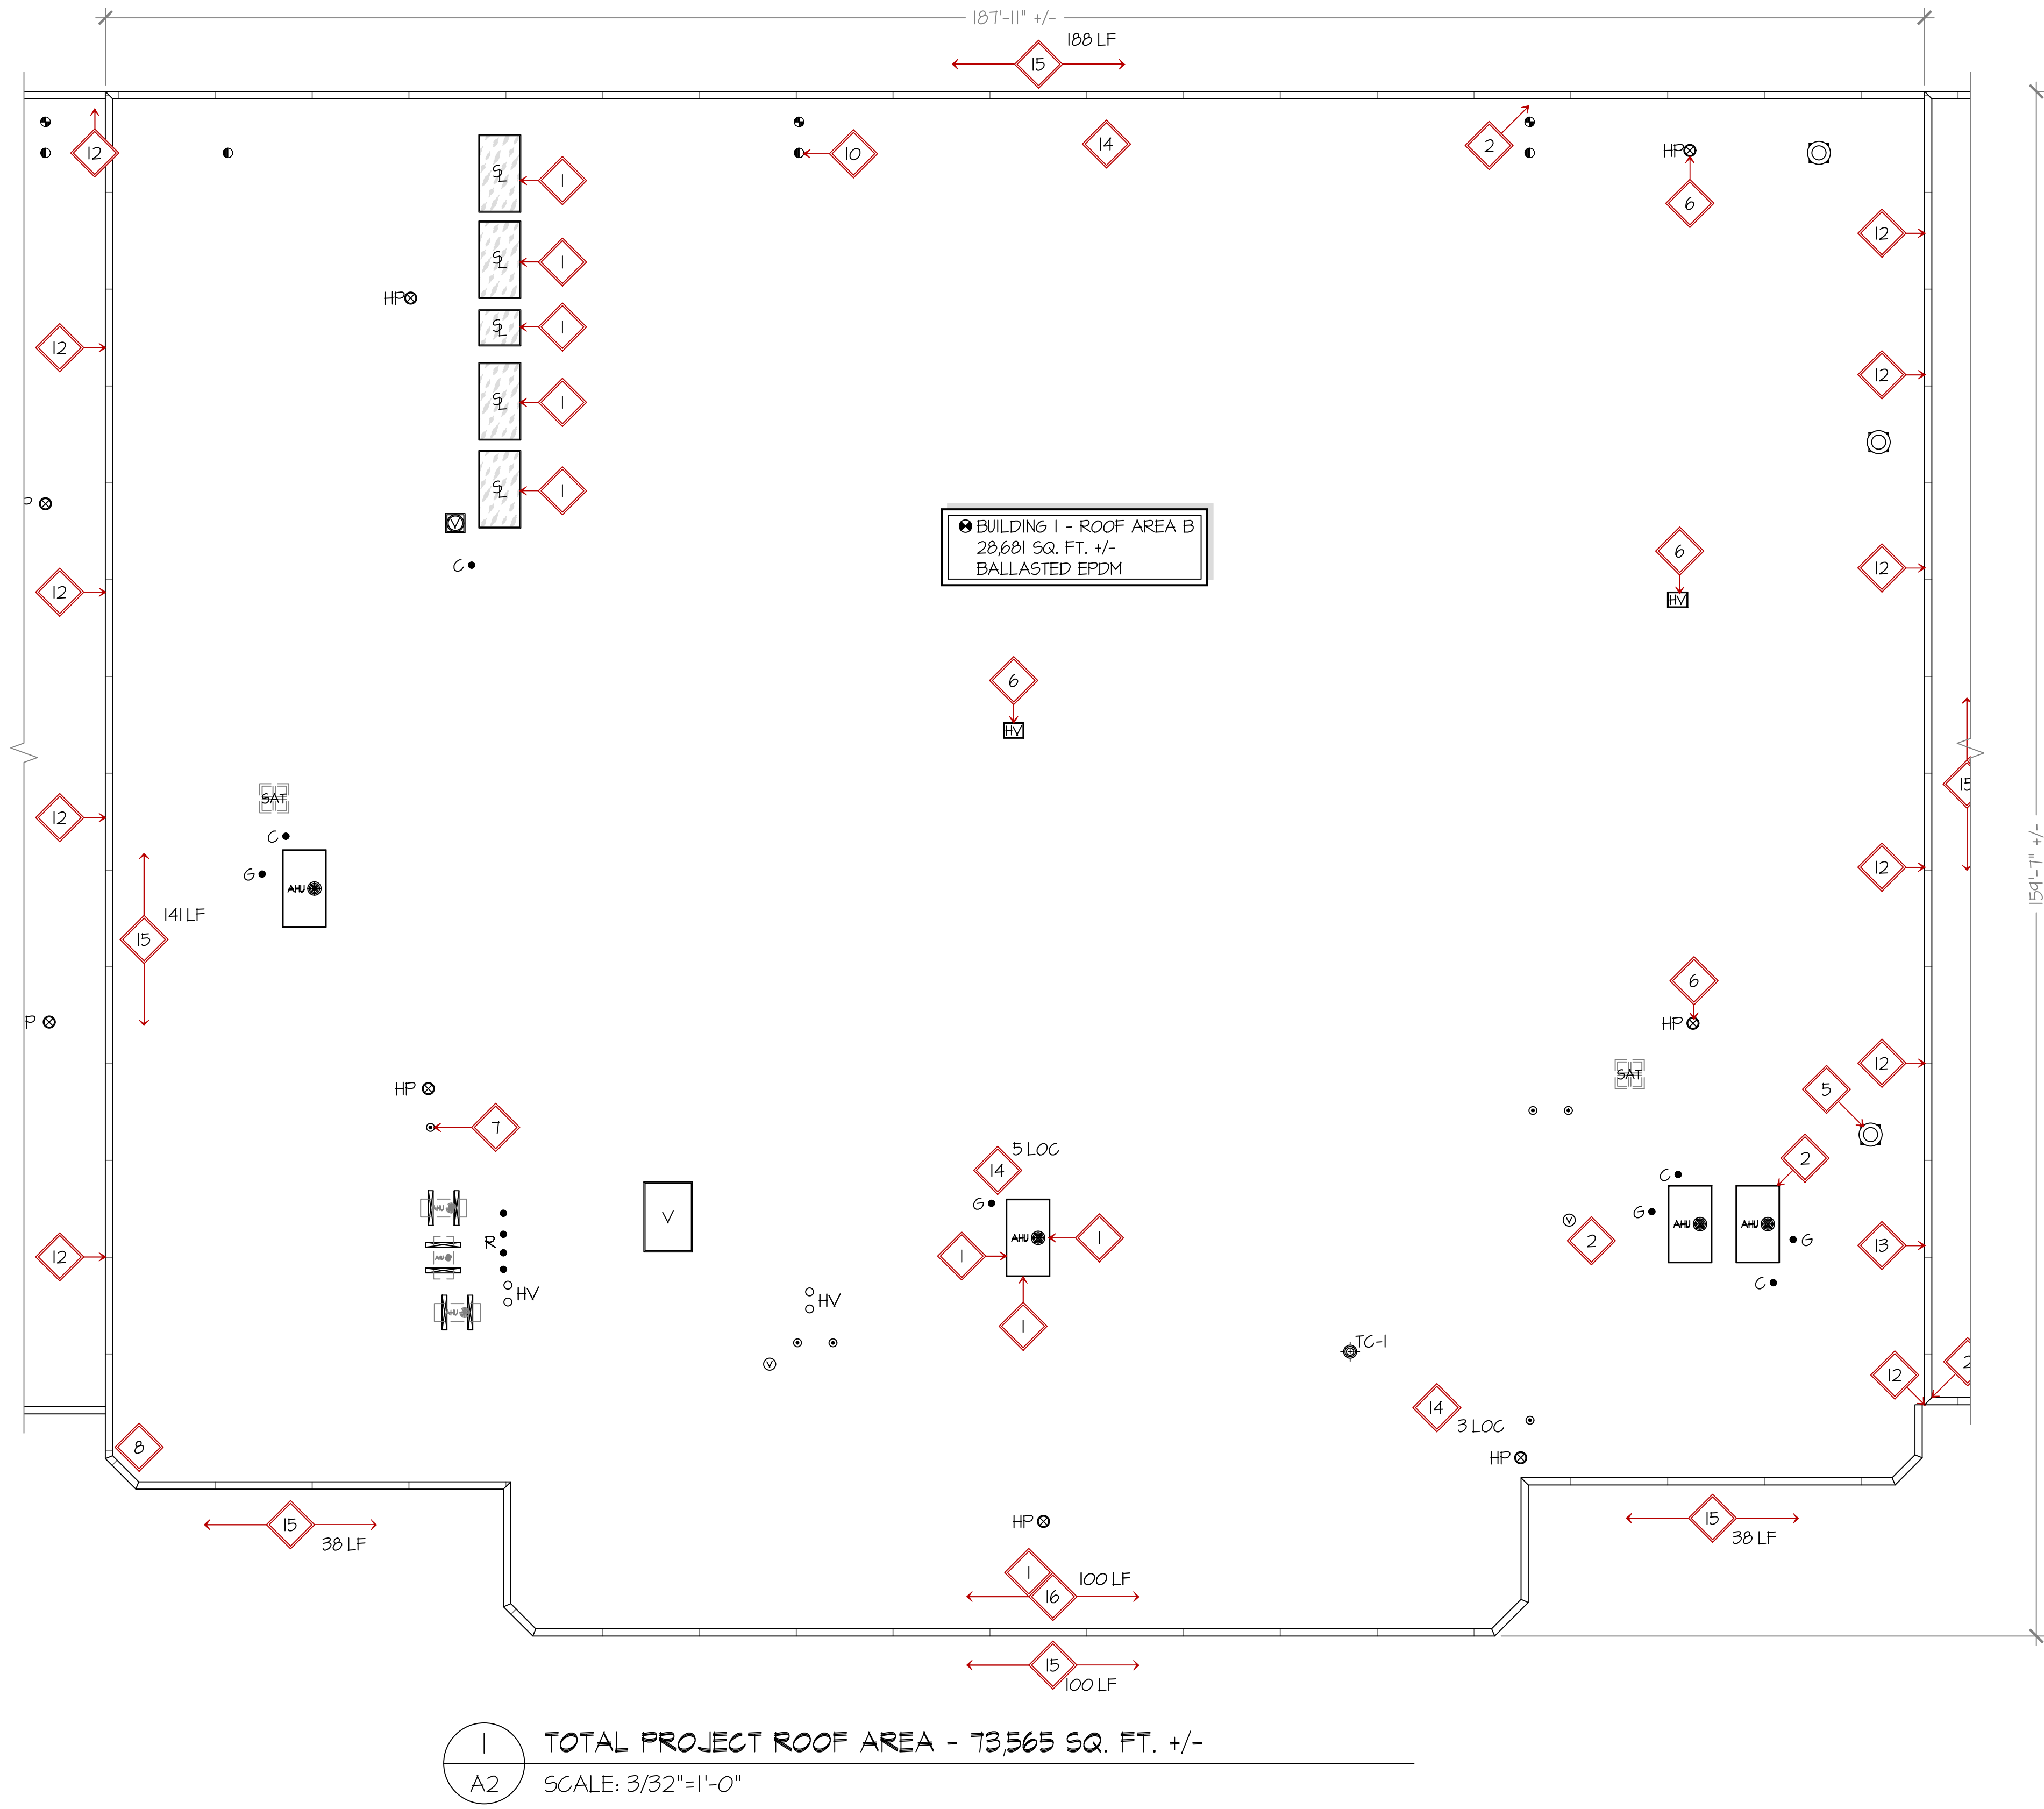 187'-11" +/-
188 LF
15
12
10
14
2
HP
6
SL
1
12
SL
1
HP
SL
1
12
12
SL
1
SL
1
P
V
C
BUILDING 1 - ROOF AREA B
28,681 SQ. FT. +/-
BALLASTED EPDM
6
HV
12
12
6
HV
SAT
C
G
AHU
12
15
159'-7" +/-
12
141 LF
15
P
6
HP
12
SAT
5
HP
7
5 LOC
14
G
AHU
1
1
1
V
AHU
AHU
AHU
R
HV
HV
V
2
C
G
AHU
AHU
G
C
V
2
13
12
TC-1
12
2
14
3 LOC
HP
8
15
38 LF
HP
15
38 LF
1
16
100 LF
15
100 LF
1
A2
TOTAL PROJECT ROOF AREA - 73,565 SQ. FT. +/-
SCALE: 3/32"=1'-0"